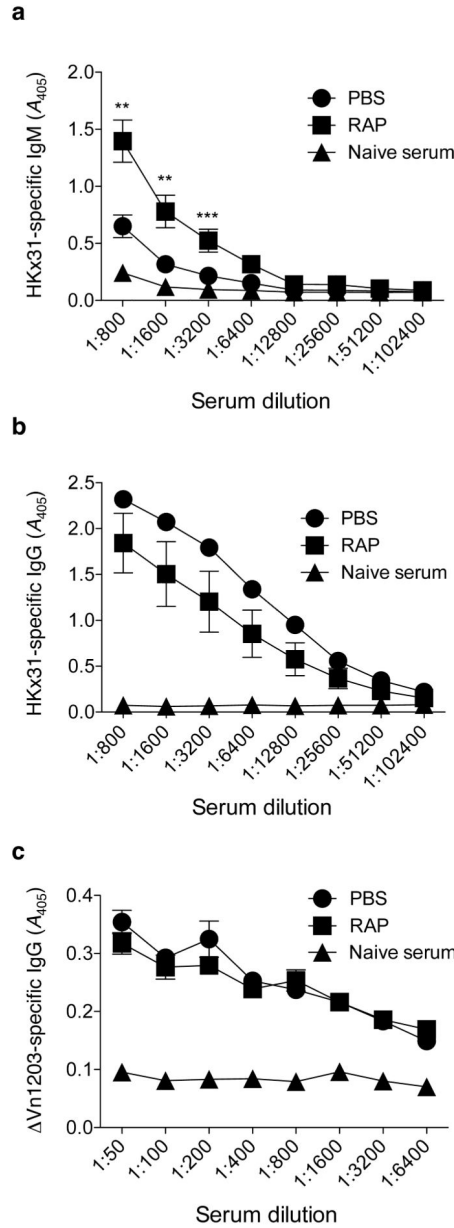 a
HKx31-specific IgM (A405)
2.0
1.5
1.0
0.5
0.0
**
**
***
PBS
RAP
Naive serum
1:800
1:1600
1:3200
1:6400
1:12800
1:25600
1:51200
1:102400
Serum dilution
b
HKx31-specific IgG (A405)
2.5
2.0
1.5
1.0
0.5
0.0
PBS
RAP
Naive serum
1:800
1:1600
1:3200
1:6400
1:12800
1:25600
1:51200
1:102400
Serum dilution
c
ΔVn1203-specific IgG (A405)
0.4
0.3
0.2
0.1
0.0
PBS
RAP
Naive serum
1:50
1:100
1:200
1:400
1:800
1:1600
1:3200
1:6400
Serum dilution